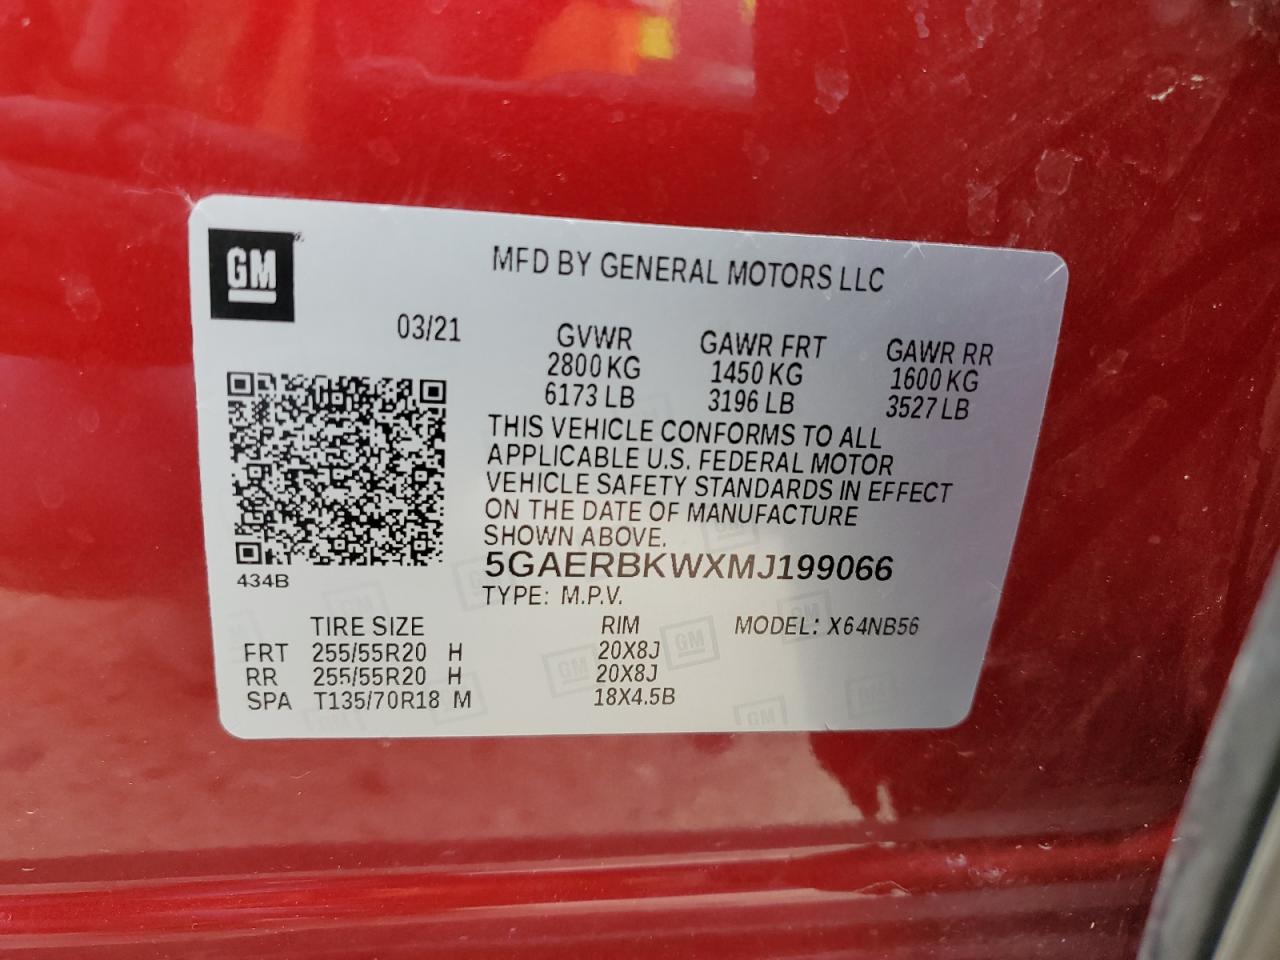 GM
MFD BY GENERAL MOTORS LLC
03/21
GVWR GAWR FRT GAWR RR
2800 KG 1450 KG 1600 KG
6173 LB 3196 LB 3527 LB
THIS VEHICLE CONFORMS TO ALL
APPLICABLE U.S. FEDERAL MOTOR
VEHICLE SAFETY STANDARDS IN EFFECT
ON THE DATE OF MANUFACTURE
SHOWN ABOVE.
434B
5GAERBKWXMJ199066
TYPE: M.P.V.
TIRE SIZE RIM MODEL: X64NB56
FRT 255/55R20 H 20X8J
RR 255/55R20 H 20X8J
SPA T135/70R18 M 18X4.5B
GM
GM
GM